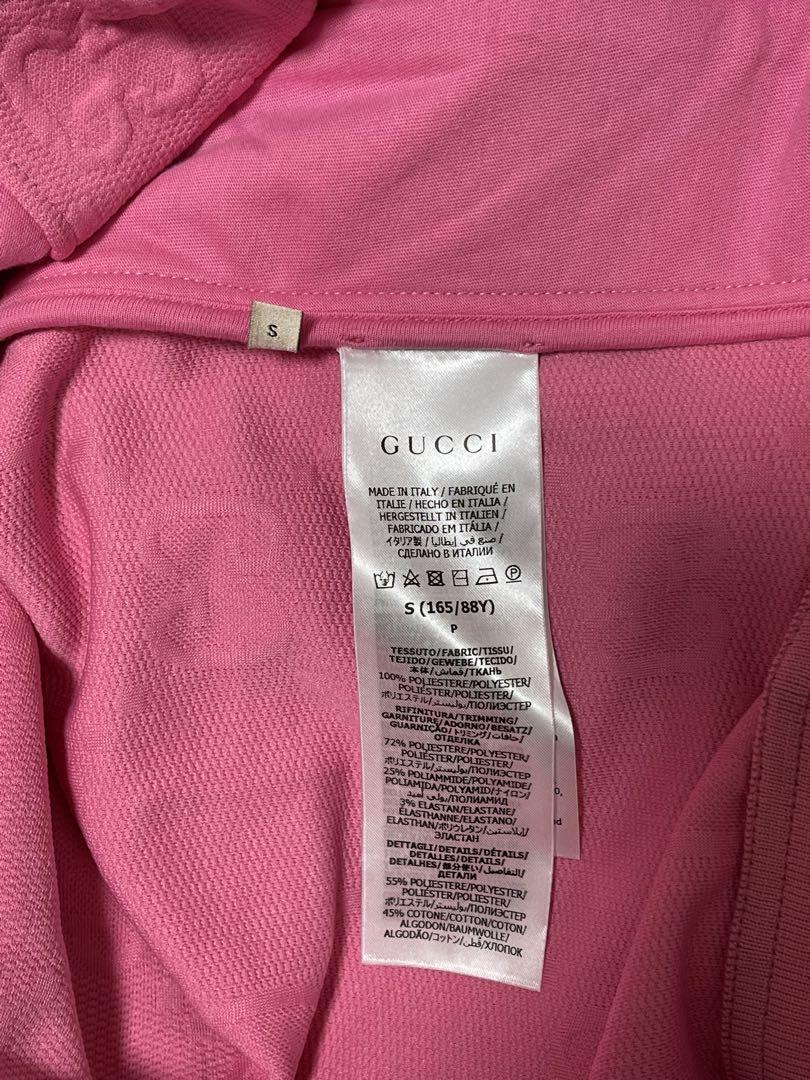 S
GUCCI
MADE IN ITALY / FABRIQUÉ EN
ITALIE / HECHO EN ITALIA /
HERGESTELLT IN ITALIEN /
FABRICADO EM ITÁLIA /
イタリア製 / صنع في إيطاليا /
СДЕЛАНО В ИТАЛИИ
P
S (165/88Y)
P
TESSUTO/FABRIC/TISSU/
TEJIDO/GEWEBE/TECIDO/
本体/قماش/ТКАНЬ
100% POLIESTERE/POLYESTER/
POLIÉSTER/POLYESTER/
ポリエステル/بوليستر/ПОЛИЭСТЕР
RIFINITURA/TRIMMING/
GARNITURE/ADORNO/BESATZ/
GUARNIÇÃO/トリミング/حافات/
ОТДЕЛКА
72% POLIESTERE/POLYESTER/
POLIÉSTER/POLYESTER/
ポリエステル/بوليستر/ПОЛИЭСТЕР
25% POLIAMMIDE/POLYAMIDE/
POLIAMIDA/POLYAMID/ナイロン/
بولي أميد/ПОЛИАМИД
3% ELASTAN/ELASTANE/
ÉLASTHANNE/ELASTANO/
ELASTHAN/ポリウレタン/إيلاستين/
ЭЛАСТАН
DETTAGLI/DETAILS/DÉTAILS/
DETALLES/DETAILS/
DETALHES/部分使い/التفاصيل/
ДЕТАЛИ
55% POLIESTERE/POLYESTER/
POLIÉSTER/POLYESTER/
ポリエステル/بوليستر/ПОЛИЭСТЕР
45% COTONE/COTTON/COTON/
ALGODON/BAUMWOLLE/
ALGODÃO/コットン/قطن/ХЛОПОК